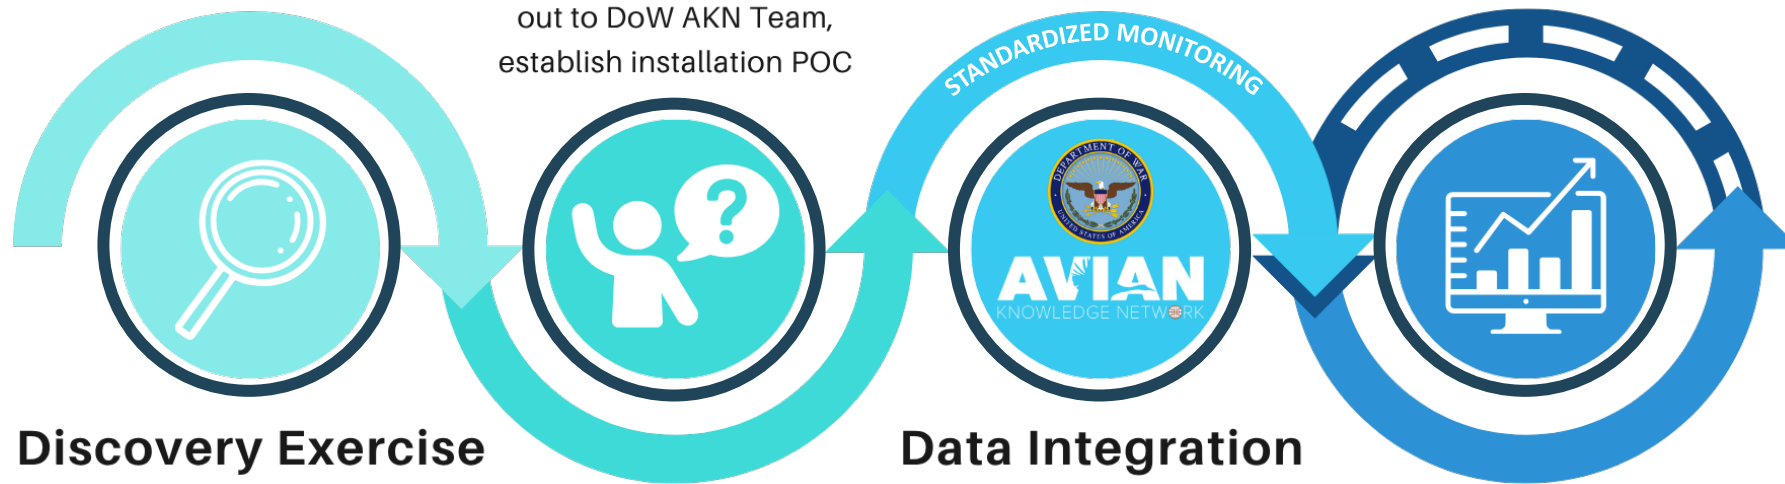 out to DoW AKN Team,
establish installation POC
STANDARDIZED MONITORING
?
DEPARTMENT OF WAR
UNITED STATES OF AMERICA
AVIAN
KNOWLEDGE NETWORK
Discovery Exercise
Data Integration